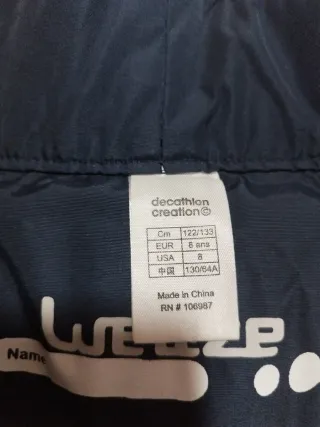 decathlon
creation©
Cm 122/133
EUR 8 ans
USA 8
中国 130/64A
Made in China
RN # 106987
Wedze
Name